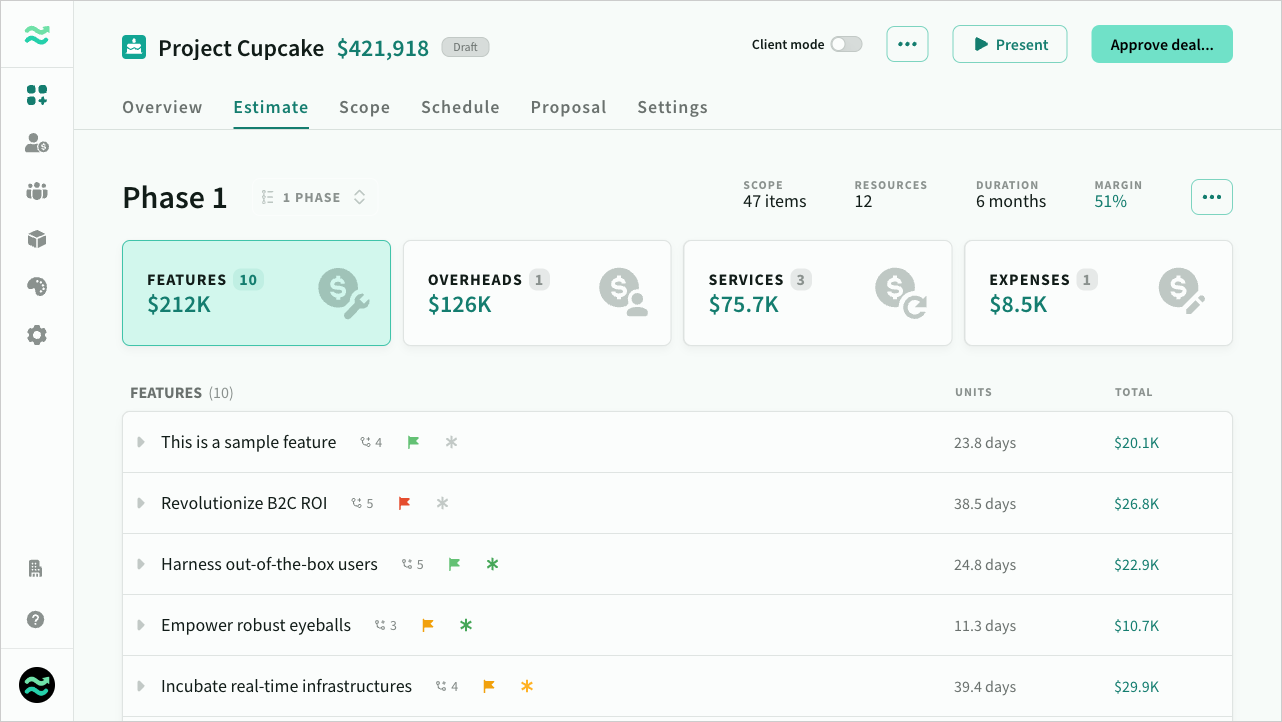 Project Cupcake $421,918 Draft
Client mode
Present
Approve deal...
Overview Estimate Scope Schedule Proposal Settings
Phase 1
1 PHASE
SCOPE
47 items
RESOURCES
12
DURATION
6 months
MARGIN
51%
FEATURES 10
$212K
OVERHEADS 1
$126K
SERVICES 3
$75.7K
EXPENSES 1
$8.5K
FEATURES (10) UNITS TOTAL
This is a sample feature 4 23.8 days $20.1K
Revolutionize B2C ROI 5 38.5 days $26.8K
Harness out-of-the-box users 5 24.8 days $22.9K
Empower robust eyeballs 3 11.3 days $10.7K
Incubate real-time infrastructures 4 39.4 days $29.9K